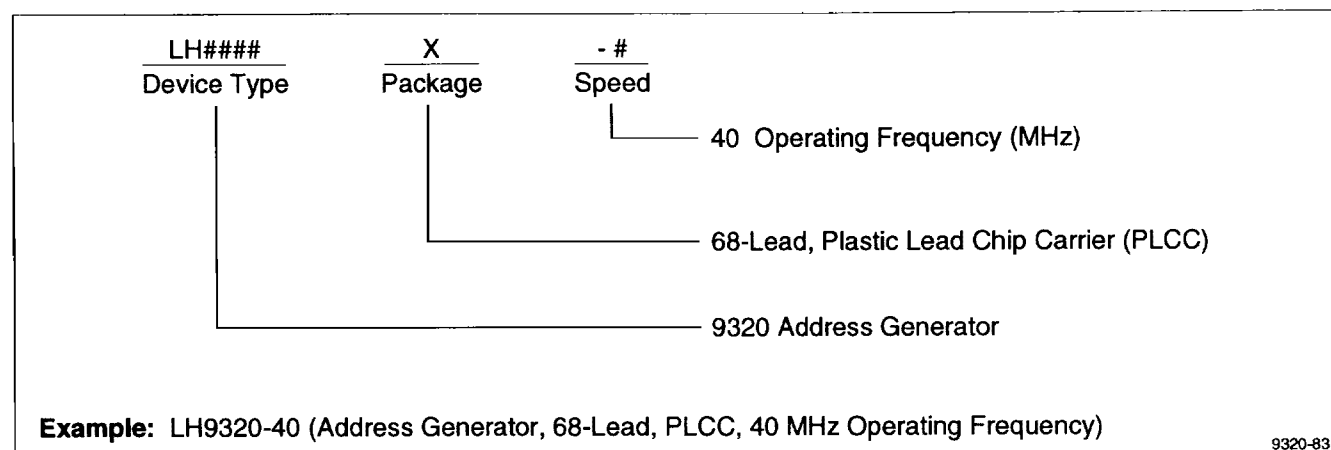 LH#### X - #
Device Type Package Speed
40 Operating Frequency (MHz)
68-Lead, Plastic Lead Chip Carrier (PLCC)
9320 Address Generator
Example: LH9320-40 (Address Generator, 68-Lead, PLCC, 40 MHz Operating Frequency)
9320-83